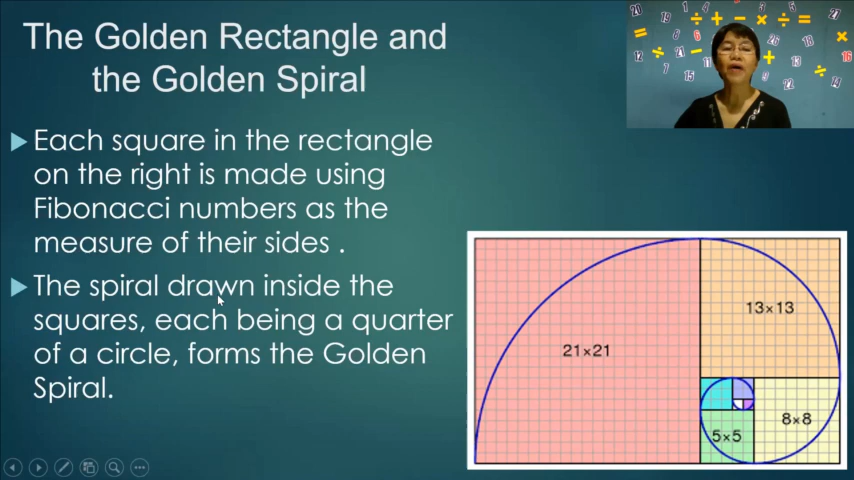 The Golden Rectangle and
the Golden Spiral
Each square in the rectangle
on the right is made using
Fibonacci numbers as the
measure of their sides .
The spiral drawn inside the
squares, each being a quarter
of a circle, forms the Golden
Spiral.
21×21
13×13
8×8
5×5